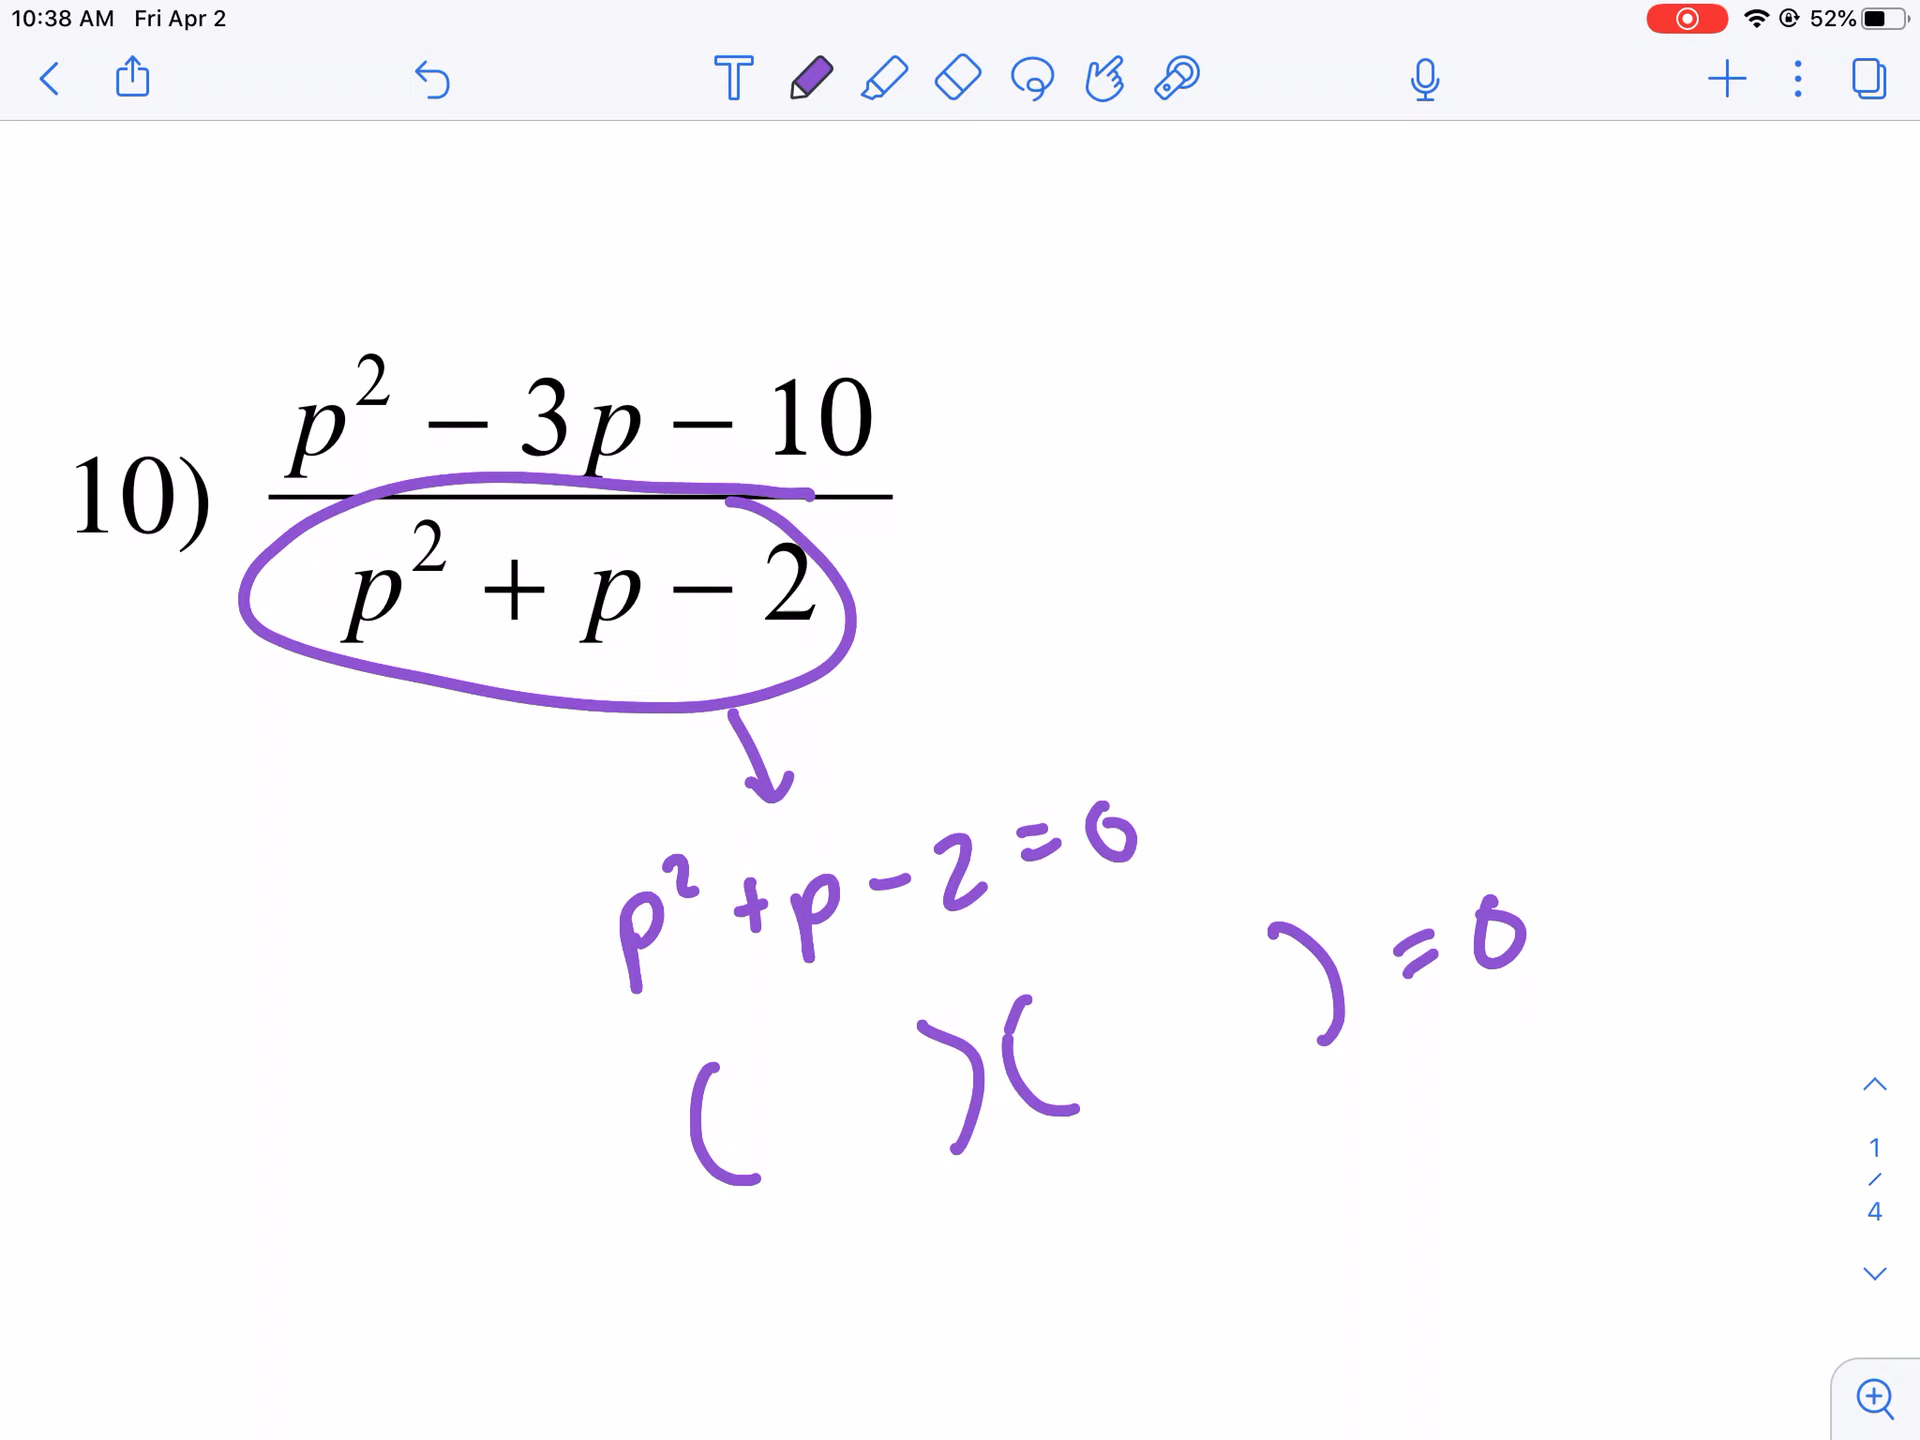 10:38 AM Fri Apr 2 52%
T
10) p² − 3p − 10
p² + p − 2
p² + p − 2 = 0
( )( ) = 0
1
/
4